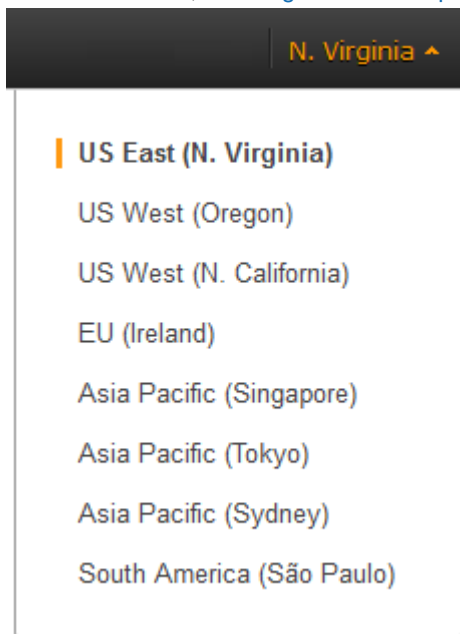 N. Virginia
US East (N. Virginia)
US West (Oregon)
US West (N. California)
EU (Ireland)
Asia Pacific (Singapore)
Asia Pacific (Tokyo)
Asia Pacific (Sydney)
South America (São Paulo)